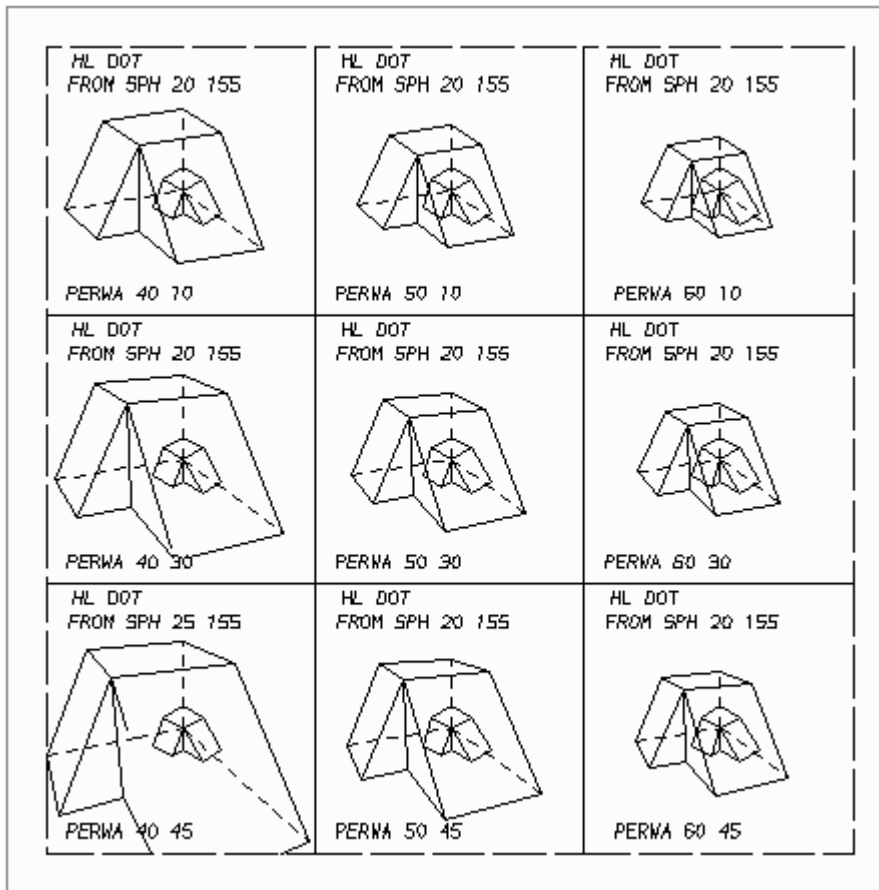 HL DOT
FROM SPH 20 155
PERWA 40 10
HL DOT
FROM SPH 20 155
PERWA 50 10
HL DOT
FROM SPH 20 155
PERWA 60 10
HL DOT
FROM SPH 20 155
PERWA 40 30
HL DOT
FROM SPH 20 155
PERWA 50 30
HL DOT
FROM SPH 20 155
PERWA 60 30
HL DOT
FROM SPH 25 155
PERWA 40 45
HL DOT
FROM SPH 20 155
PERWA 50 45
HL DOT
FROM SPH 20 155
PERWA 60 45